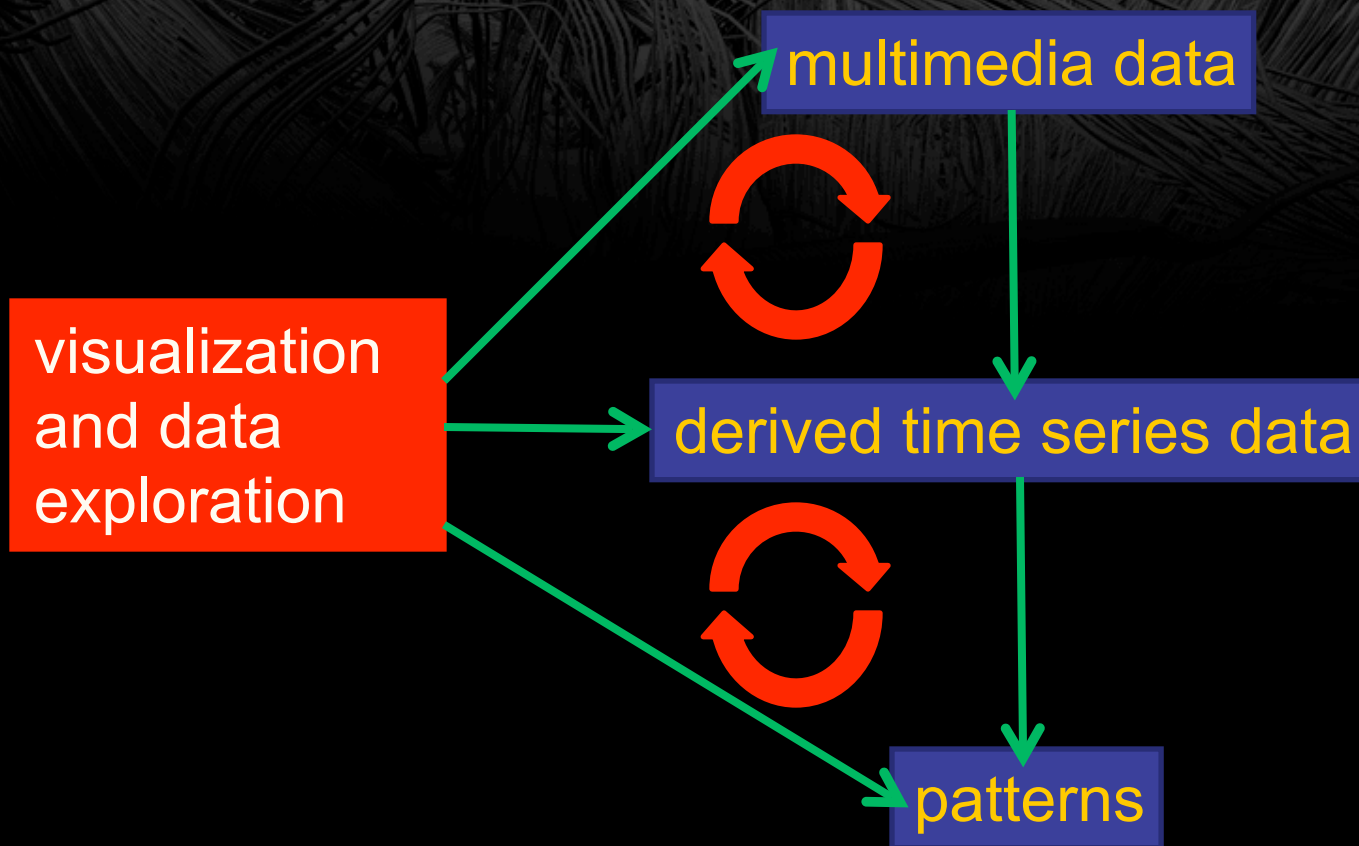 multimedia data
visualization
and data
exploration
derived time series data
patterns